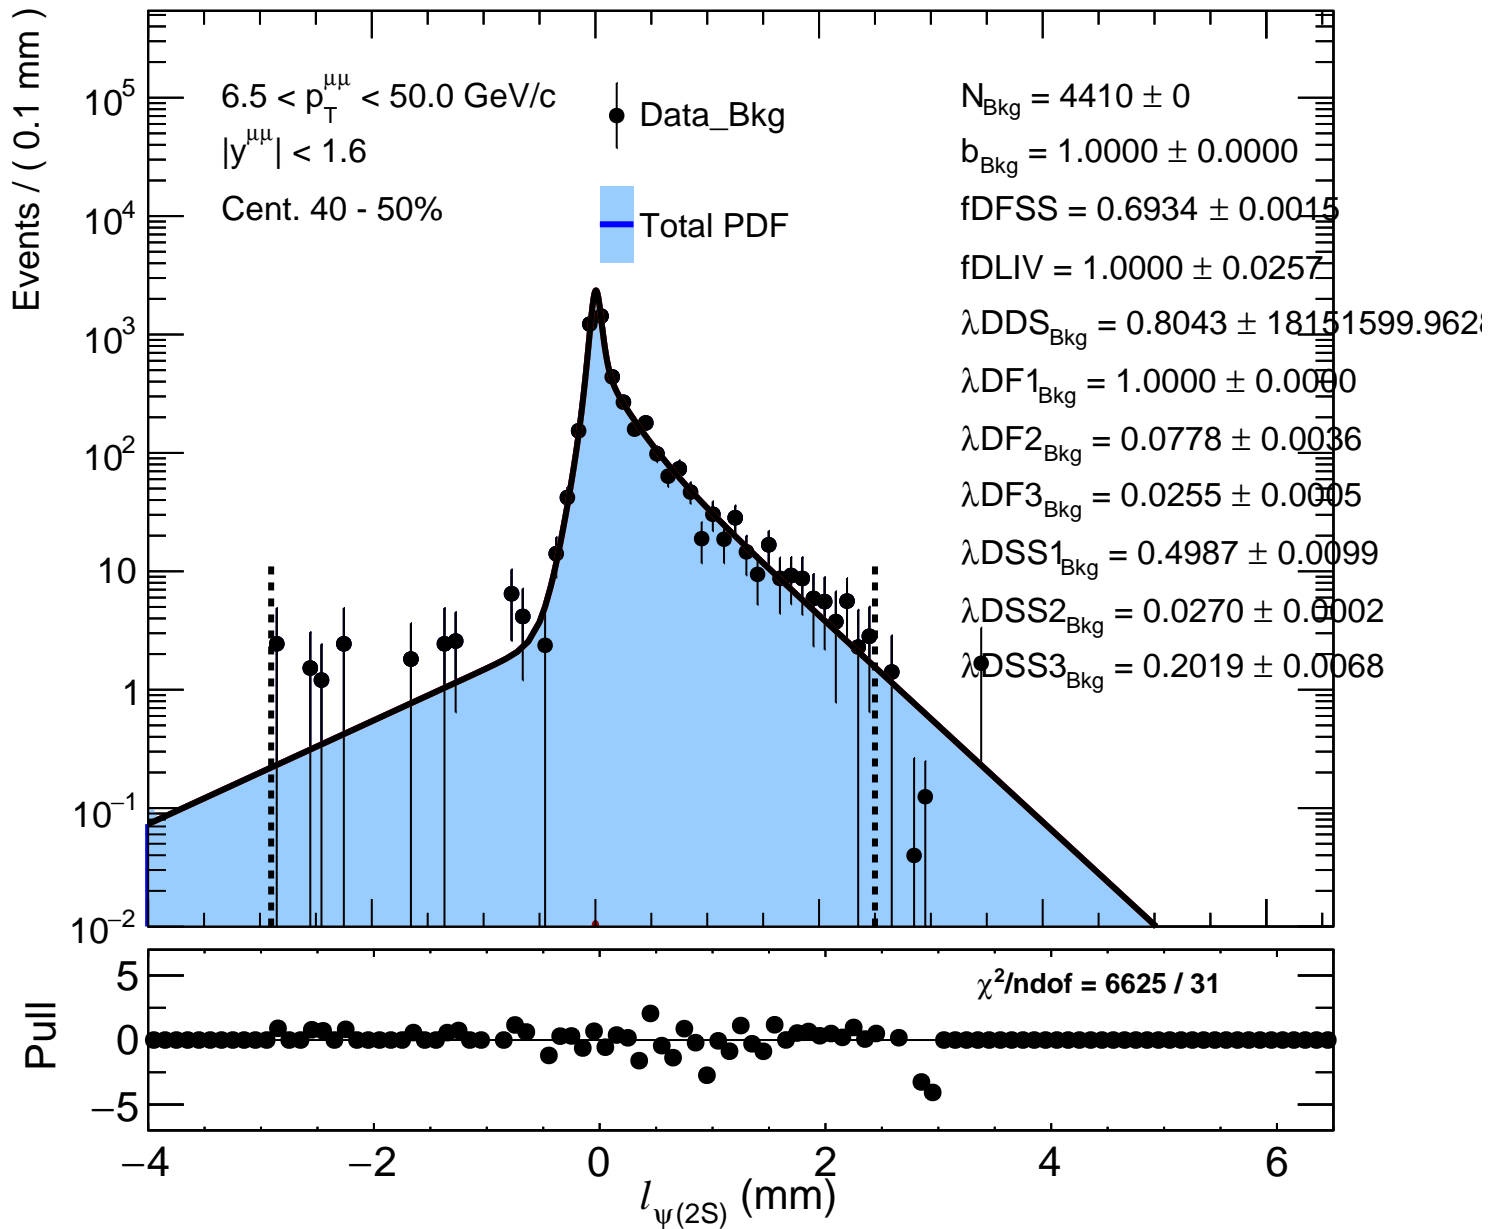 Events / ( 0.1 mm )
10^5
10^4
10^3
10^2
10
1
10^−1
10^−2
6.5 < p_T^μμ < 50.0 GeV/c
|y^μμ| < 1.6
Cent. 40 - 50%
Data_Bkg
Total PDF
N_Bkg = 4410 ± 0
b_Bkg = 1.0000 ± 0.0000
fDFSS = 0.6934 ± 0.0015
fDLIV = 1.0000 ± 0.0257
λDDS_Bkg = 0.8043 ± 18151599.9628
λDF1_Bkg = 1.0000 ± 0.0000
λDF2_Bkg = 0.0778 ± 0.0036
λDF3_Bkg = 0.0255 ± 0.0005
λDSS1_Bkg = 0.4987 ± 0.0099
λDSS2_Bkg = 0.0270 ± 0.0002
λDSS3_Bkg = 0.2019 ± 0.0068
Pull
5
0
−5
χ²/ndof = 6625 / 31
−4 −2 0 2 4 6
l_ψ(2S) (mm)